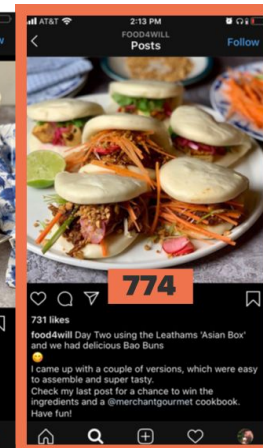 AT&T 2:13 PM
FOOD4WILL
Posts
Follow
774
731 likes
food4will Day Two using the Leathams 'Asian Box'
and we had delicious Bao Buns
I came up with a couple of versions, which were easy
to assemble and super tasty.
Check my last post for a chance to win the
ingredients and a @merchantgourmet cookbook.
Have fun!